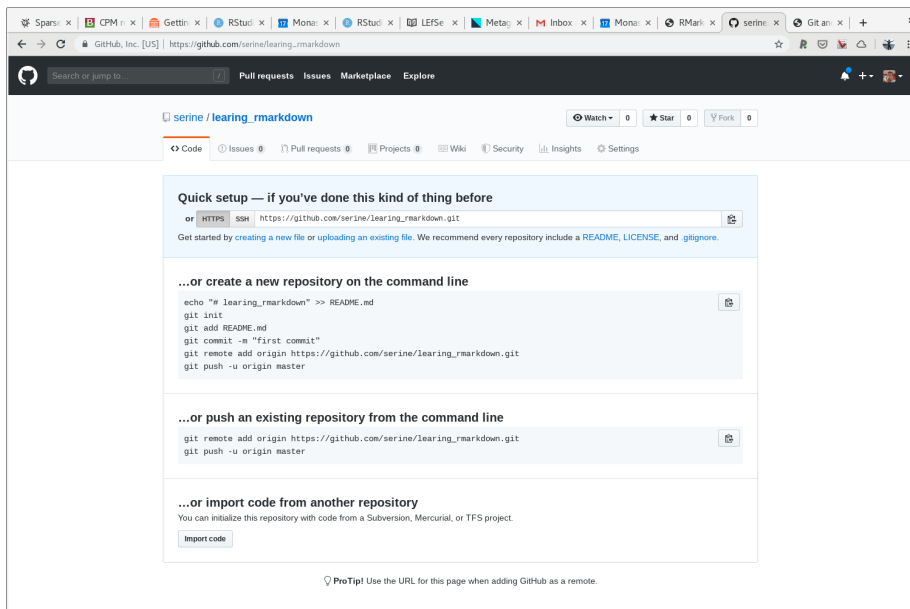 Sparse CPM r Gettin RStudi Monas RStudi LEfSe Metag Inbox Monas RMark serine Git an
GitHub, Inc. [US] | https://github.com/serine/learing_rmarkdown
Search or jump to... / Pull requests Issues Marketplace Explore
serine / learing_rmarkdown Watch 0 Star 0 Fork 0
Code Issues 0 Pull requests 0 Projects 0 Wiki Security Insights Settings
Quick setup — if you've done this kind of thing before
or HTTPS SSH https://github.com/serine/learing_rmarkdown.git
Get started by creating a new file or uploading an existing file. We recommend every repository include a README, LICENSE, and .gitignore.
…or create a new repository on the command line
echo "# learing_rmarkdown" >> README.md
git init
git add README.md
git commit -m "first commit"
git remote add origin https://github.com/serine/learing_rmarkdown.git
git push -u origin master
…or push an existing repository from the command line
git remote add origin https://github.com/serine/learing_rmarkdown.git
git push -u origin master
…or import code from another repository
You can initialize this repository with code from a Subversion, Mercurial, or TFS project.
Import code
ProTip! Use the URL for this page when adding GitHub as a remote.